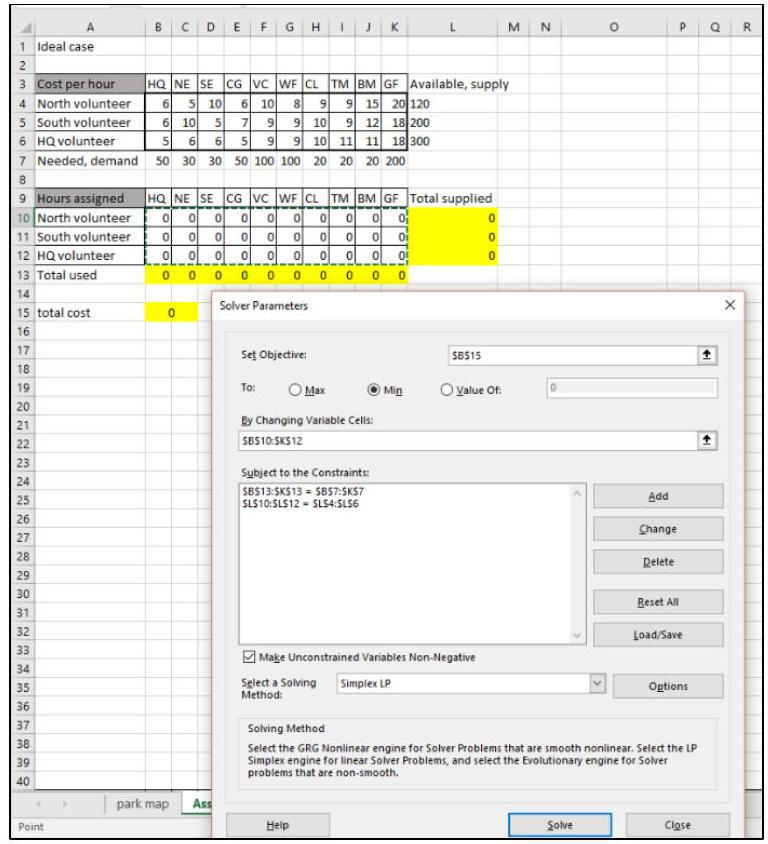 A B C D E F G H I J K L M N O P Q R
1 Ideal case
2
3 Cost per hour HQ NE SE CG VC WF CL TM BM GF Available, supply
4 North volunteer 6 5 10 6 10 8 9 9 15 20 120
5 South volunteer 6 10 5 7 9 9 10 9 12 18 200
6 HQ volunteer 5 6 6 5 9 9 10 11 11 18 300
7 Needed, demand 50 30 30 50 100 100 20 20 20 200
8
9 Hours assigned HQ NE SE CG VC WF CL TM BM GF Total supplied
10 North volunteer 0 0 0 0 0 0 0 0 0 0 0
11 South volunteer 0 0 0 0 0 0 0 0 0 0 0
12 HQ volunteer 0 0 0 0 0 0 0 0 0 0 0
13 Total used 0 0 0 0 0 0 0 0 0 0
14
15 total cost 0
16
17
18
19
20
21
22
23
24
25
26
27
28
29
30
31
32
33
34
35
36
37
38
39
40
Solver Parameters
Set Objective: $B$15
To: Max Min Value Of: 0
By Changing Variable Cells:
$B$10:$K$12
Subject to the Constraints:
$B$13:$K$13 = $B$7:$K$7
$L$10:$L$12 = $L$4:$L$6
Add
Change
Delete
Reset All
Load/Save
Make Unconstrained Variables Non-Negative
Select a Solving Method: Simplex LP Options
Solving Method
Select the GRG Nonlinear engine for Solver Problems that are smooth nonlinear. Select the LP
Simplex engine for linear Solver Problems, and select the Evolutionary engine for Solver
problems that are non-smooth.
Help Solve Close
park map Ass
Point